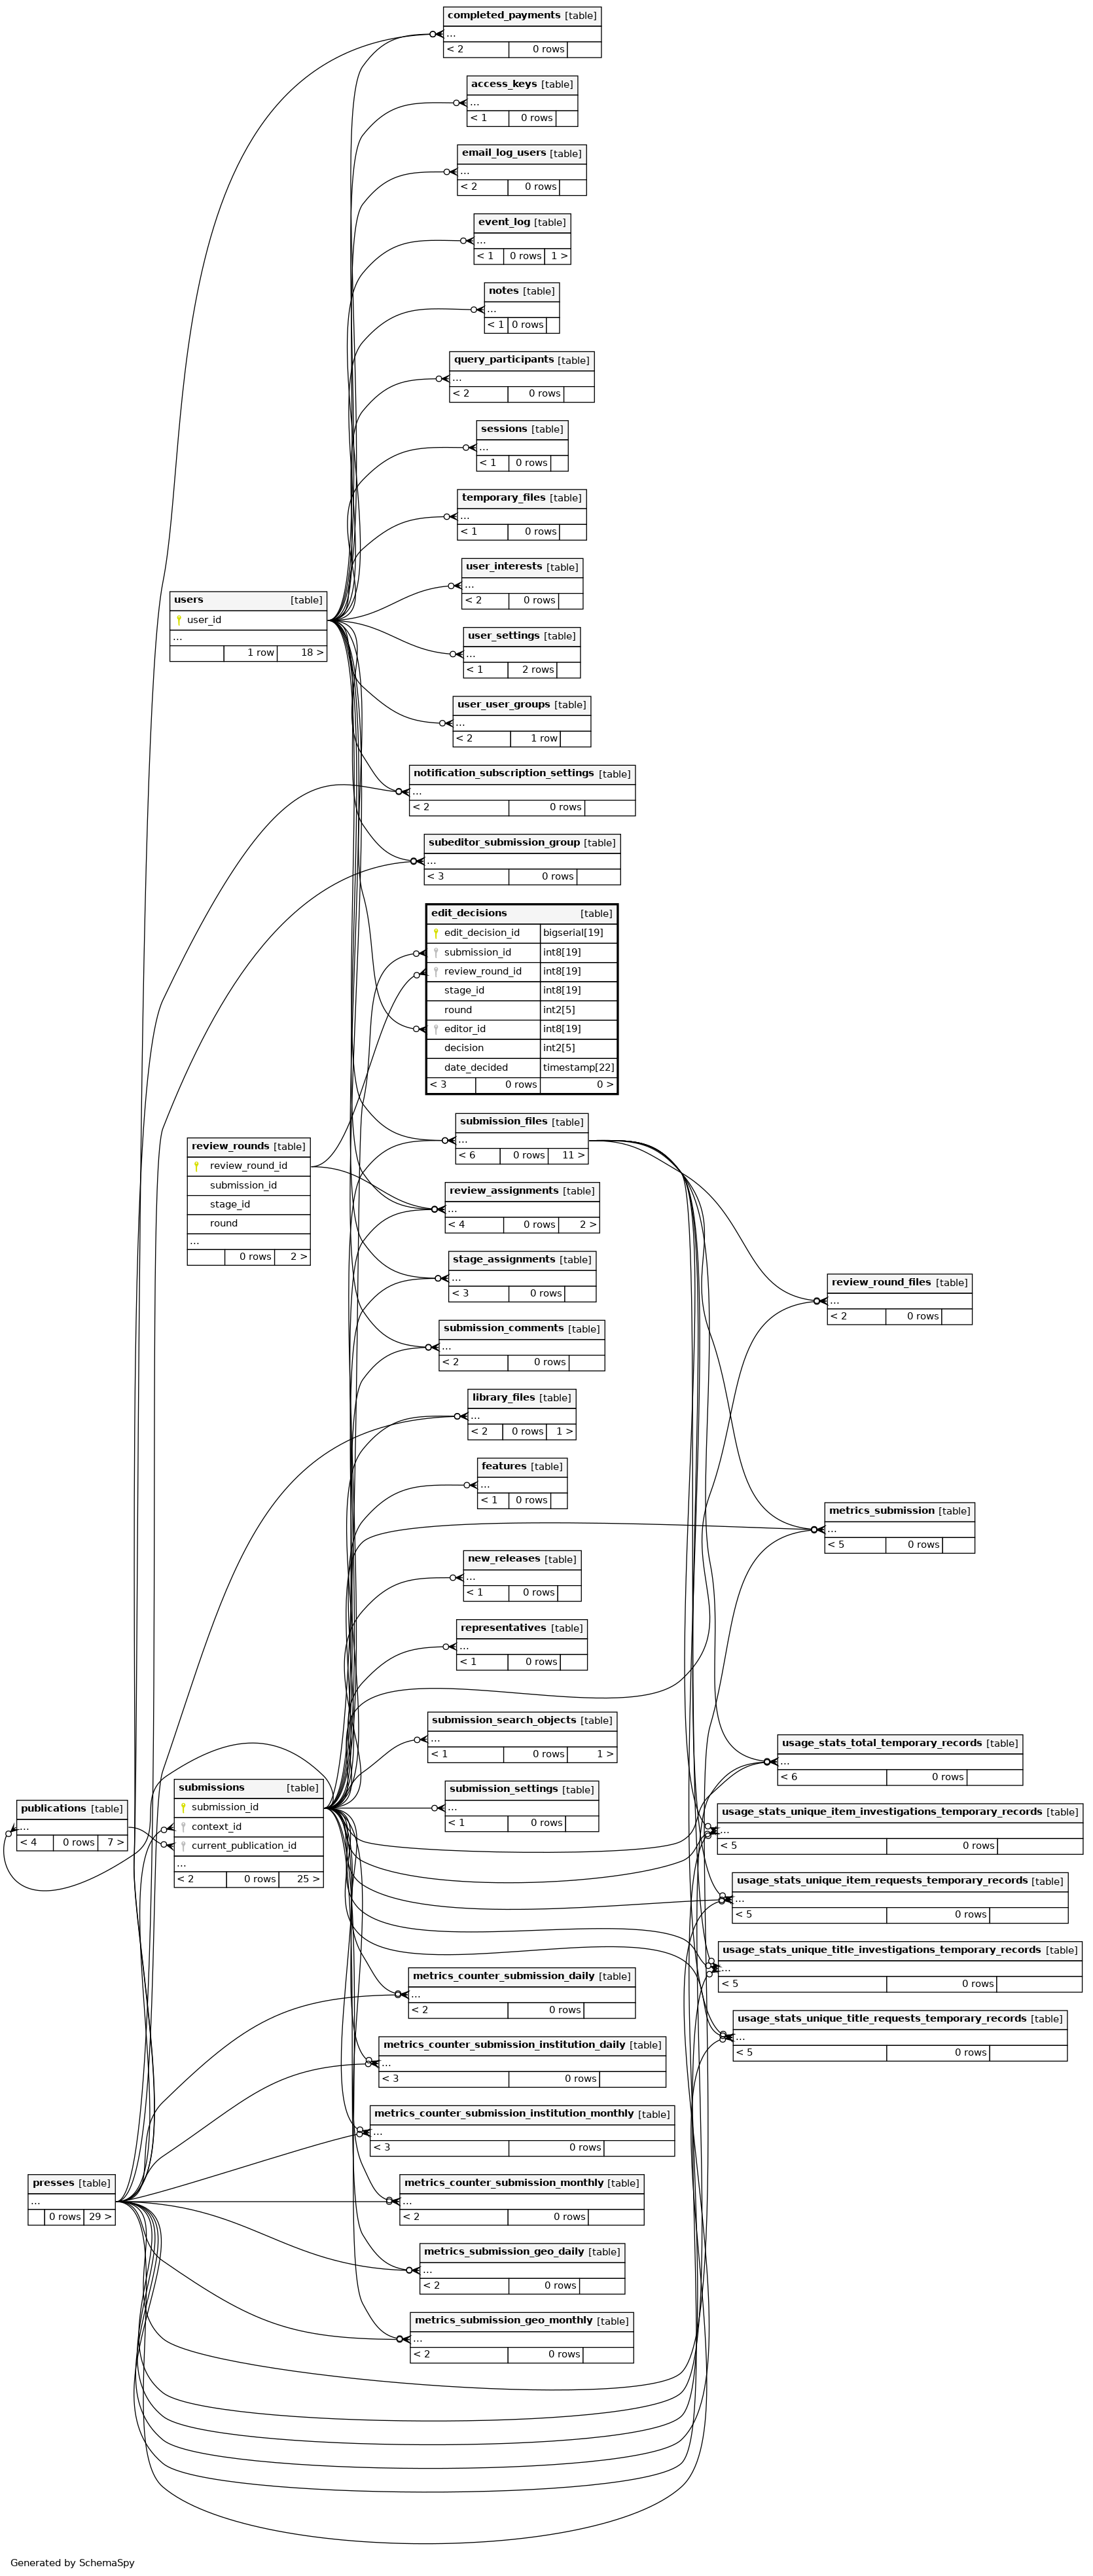 completed_payments [table]
...
< 2 0 rows
access_keys [table]
...
< 1 0 rows
email_log_users [table]
...
< 2 0 rows
event_log [table]
...
< 1 0 rows 1 >
notes [table]
...
< 1 0 rows
query_participants [table]
...
< 2 0 rows
sessions [table]
...
< 1 0 rows
temporary_files [table]
...
< 1 0 rows
user_interests [table]
...
< 2 0 rows
users [table]
user_id
...
1 row 18 >
user_settings [table]
...
< 1 2 rows
user_user_groups [table]
...
< 2 1 row
notification_subscription_settings [table]
...
< 2 0 rows
subeditor_submission_group [table]
...
< 3 0 rows
edit_decisions [table]
edit_decision_id bigserial[19]
submission_id int8[19]
review_round_id int8[19]
stage_id int8[19]
round int2[5]
editor_id int8[19]
decision int2[5]
date_decided timestamp[22]
< 3 0 rows 0 >
submission_files [table]
...
< 6 0 rows 11 >
review_rounds [table]
review_round_id
submission_id
stage_id
round
...
0 rows 2 >
review_assignments [table]
...
< 4 0 rows 2 >
stage_assignments [table]
...
< 3 0 rows
review_round_files [table]
...
< 2 0 rows
submission_comments [table]
...
< 2 0 rows
library_files [table]
...
< 2 0 rows 1 >
features [table]
...
< 1 0 rows
metrics_submission [table]
...
< 5 0 rows
new_releases [table]
...
< 1 0 rows
representatives [table]
...
< 1 0 rows
submission_search_objects [table]
...
< 1 0 rows 1 >
usage_stats_total_temporary_records [table]
...
< 6 0 rows
submissions [table]
submission_id
context_id
current_publication_id
...
< 2 0 rows 25 >
submission_settings [table]
...
< 1 0 rows
publications [table]
...
< 4 0 rows 7 >
usage_stats_unique_item_investigations_temporary_records [table]
...
< 5 0 rows
usage_stats_unique_item_requests_temporary_records [table]
...
< 5 0 rows
usage_stats_unique_title_investigations_temporary_records [table]
...
< 5 0 rows
metrics_counter_submission_daily [table]
...
< 2 0 rows
usage_stats_unique_title_requests_temporary_records [table]
...
< 5 0 rows
metrics_counter_submission_institution_daily [table]
...
< 3 0 rows
metrics_counter_submission_institution_monthly [table]
...
< 3 0 rows
presses [table]
...
0 rows 29 >
metrics_counter_submission_monthly [table]
...
< 2 0 rows
metrics_submission_geo_daily [table]
...
< 2 0 rows
metrics_submission_geo_monthly [table]
...
< 2 0 rows
Generated by SchemaSpy